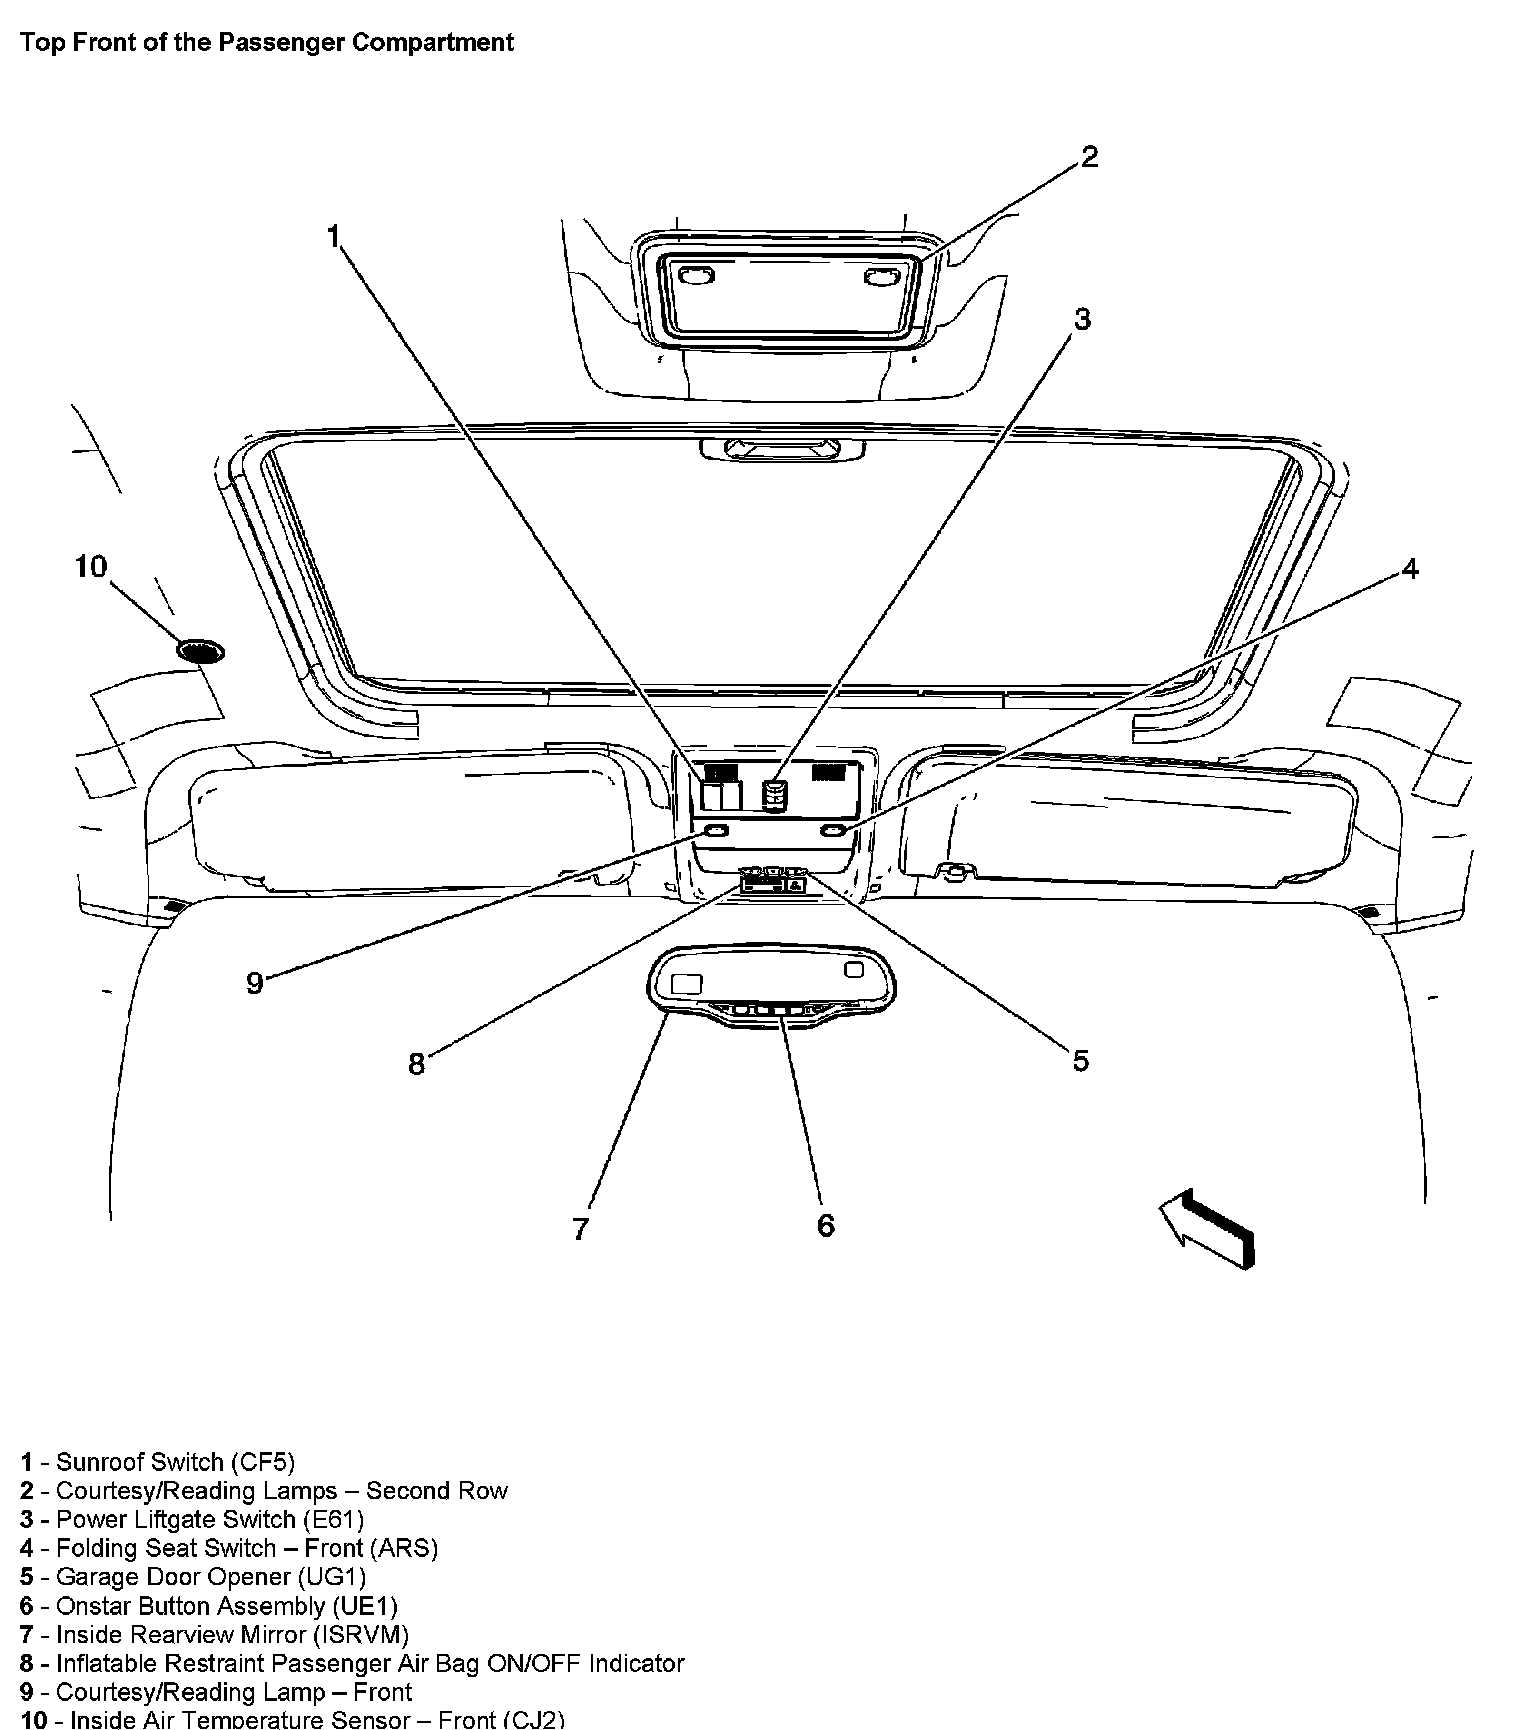 Top Front of the Passenger Compartment
2
1
3
10
4
9
8
5
7
6
1 - Sunroof Switch (CF5)
2 - Courtesy/Reading Lamps – Second Row
3 - Power Liftgate Switch (E61)
4 - Folding Seat Switch – Front (ARS)
5 - Garage Door Opener (UG1)
6 - Onstar Button Assembly (UE1)
7 - Inside Rearview Mirror (ISRVM)
8 - Inflatable Restraint Passenger Air Bag ON/OFF Indicator
9 - Courtesy/Reading Lamp – Front
10 - Inside Air Temperature Sensor – Front (CJ2)